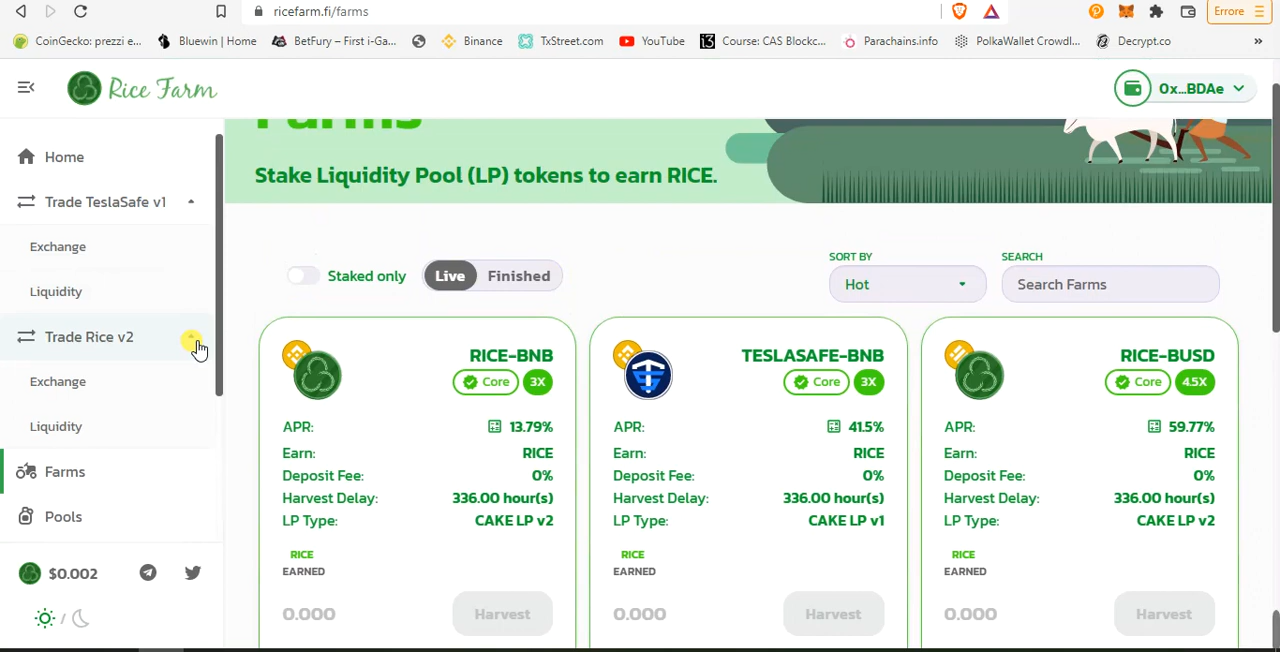 ricefarm.fi/farms
Errore
CoinGecko: prezzi e...
Bluewin | Home
BetFury – First i-Ga...
Binance
TxStreet.com
YouTube
Course: CAS Blockc...
Parachains.info
PolkaWallet Crowdl...
Decrypt.co
»
Rice Farm
0x...BDAe
Home
Trade TeslaSafe v1
Exchange
Liquidity
Trade Rice v2
Exchange
Liquidity
Farms
Pools
$0.002
/
Farms
Stake Liquidity Pool (LP) tokens to earn RICE.
Staked only
Live
Finished
SORT BY
Hot
SEARCH
Search Farms
RICE-BNB
Core
3X
APR:
13.79%
Earn:
RICE
Deposit Fee:
0%
Harvest Delay:
336.00 hour(s)
LP Type:
CAKE LP v2
RICE
EARNED
0.000
Harvest
TESLASAFE-BNB
Core
3X
APR:
41.5%
Earn:
RICE
Deposit Fee:
0%
Harvest Delay:
336.00 hour(s)
LP Type:
CAKE LP v1
RICE
EARNED
0.000
Harvest
RICE-BUSD
Core
4.5X
APR:
59.77%
Earn:
RICE
Deposit Fee:
0%
Harvest Delay:
336.00 hour(s)
LP Type:
CAKE LP v2
RICE
EARNED
0.000
Harvest